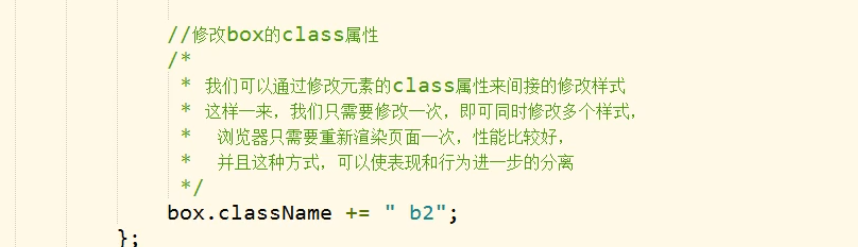 //修改box的class属性
/*
* 我们可以通过修改元素的class属性来间接的修改样式
* 这样一来，我们只需要修改一次，即可同时修改多个样式，
* 浏览器只需要重新渲染页面一次，性能比较好，
* 并且这种方式，可以使表现和行为进一步的分离
*/
box.className += " b2";
};